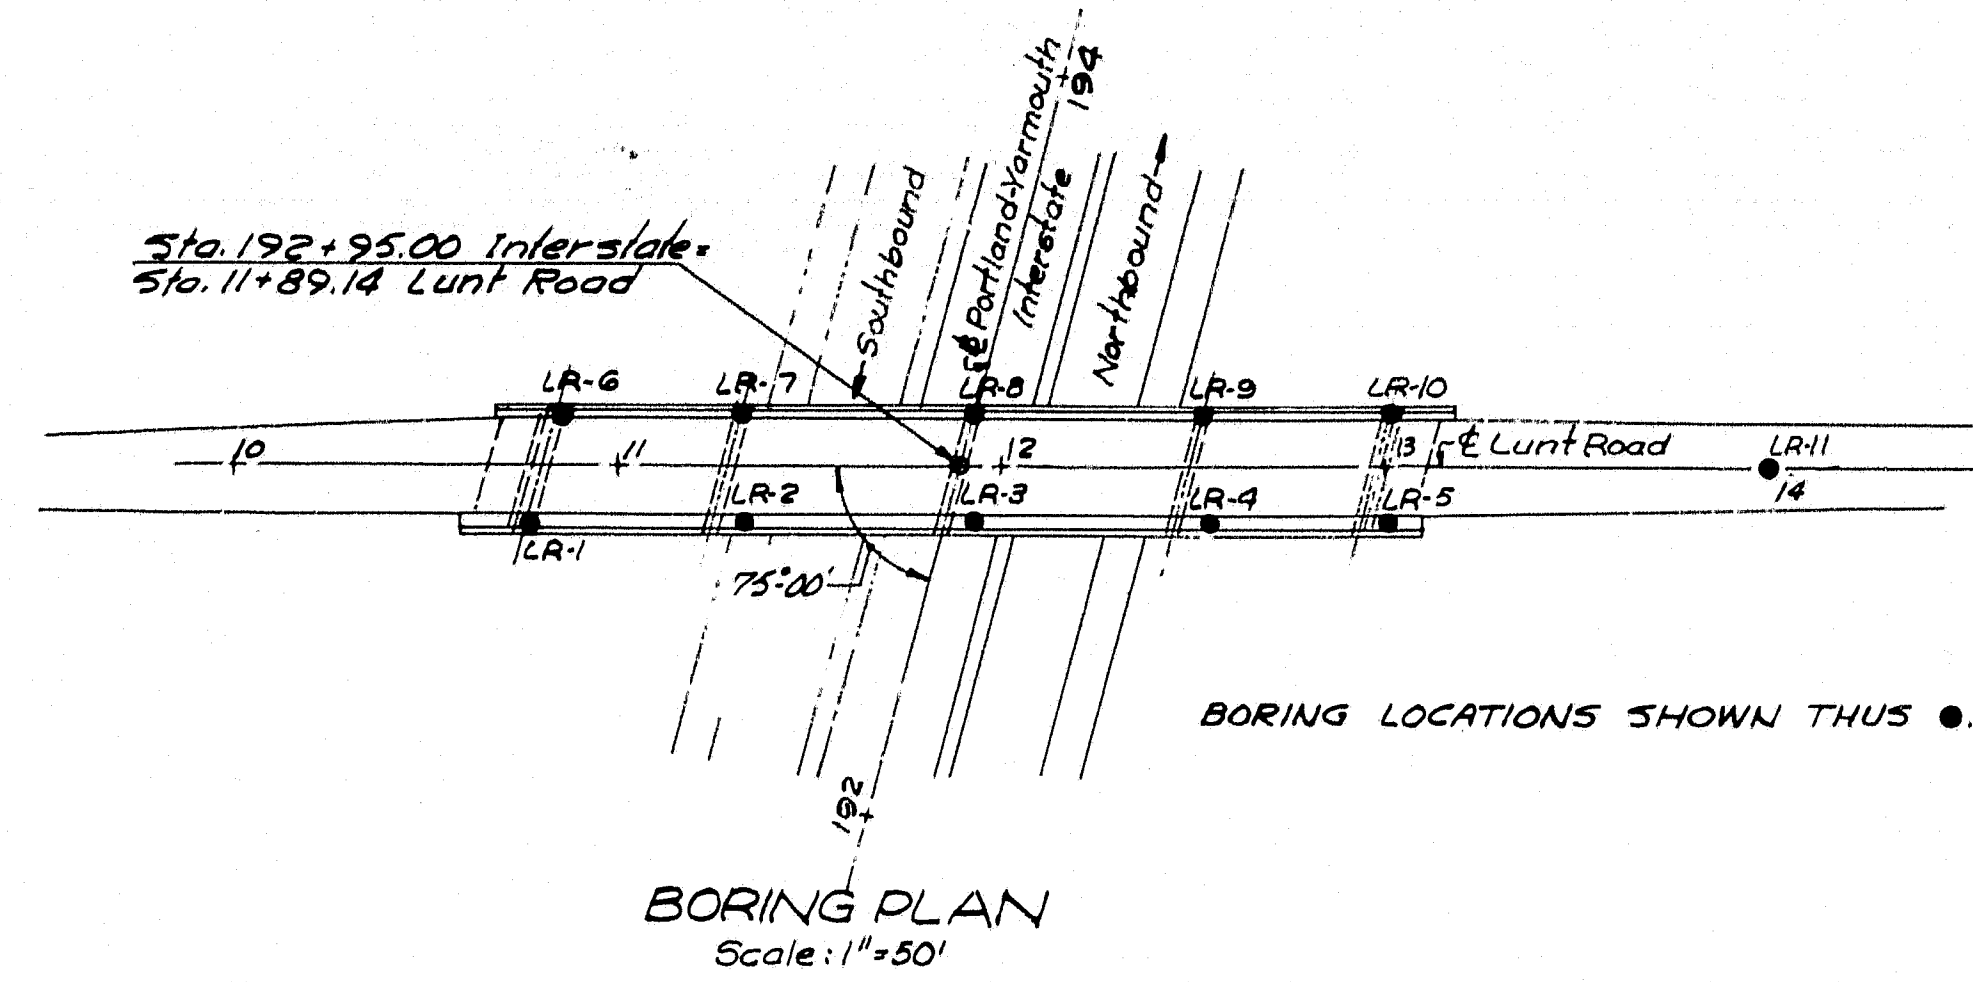 194
℄ Portland-Yarmouth
Interstate
Southbound
Northbound
Sta. 192+95.00 Interstate=
Sta. 11+89.14 Lunt Road
LR-6
LR-7
LR-8
LR-9
LR-10
10
11
12
13
℄ Lunt Road
LR-11
14
LR-2
LR-3
LR-4
LR-5
LR-1
75°00'
BORING LOCATIONS SHOWN THUS ●.
192
BORING PLAN
Scale: 1"=50'